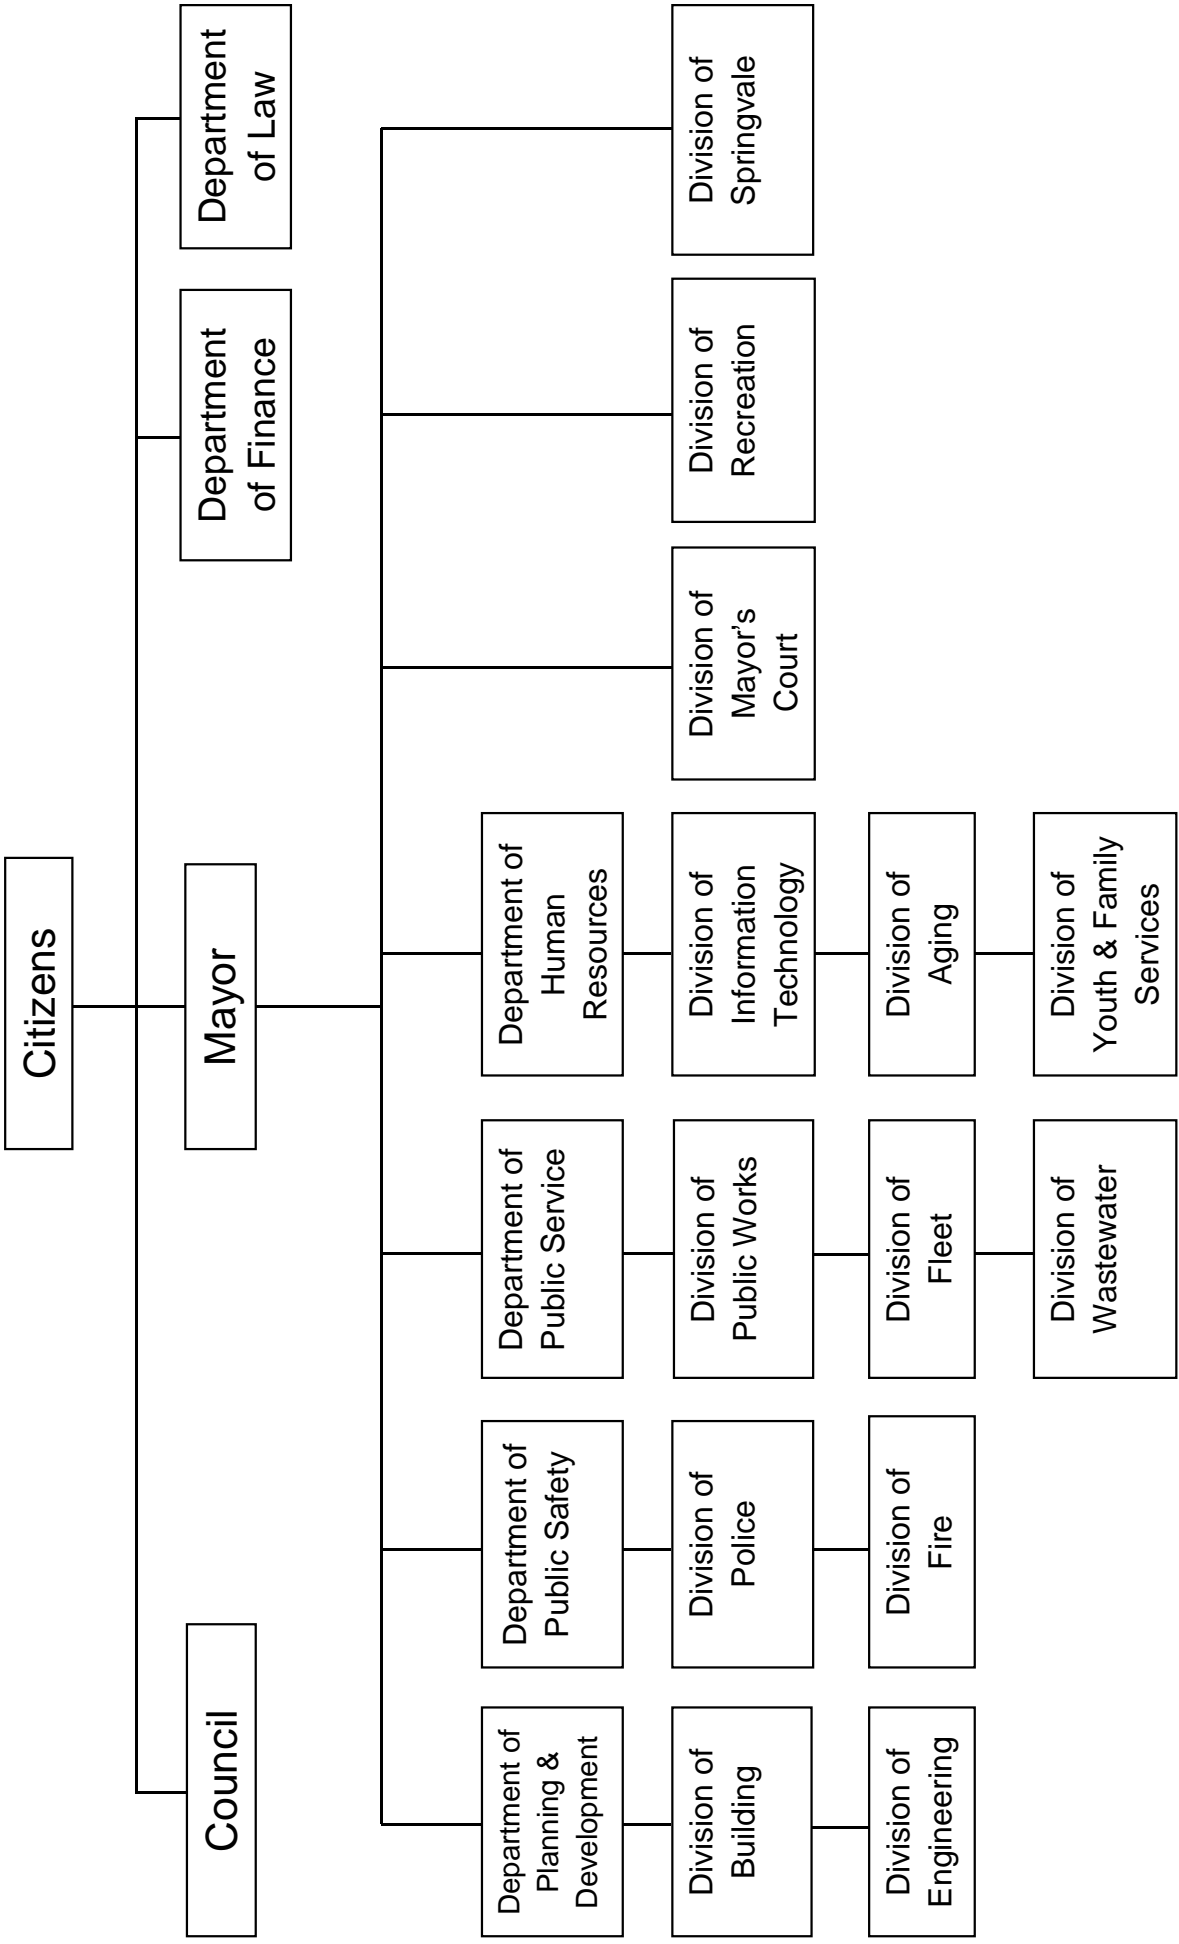 Citizens
Council
Mayor
Department
of Finance
Department
of Law
Department of
Planning &
Development
Department of
Public Safety
Department of
Public Service
Department of
Human
Resources
Division of
Building
Division of
Police
Division of
Public Works
Division of
Information
Technology
Division of
Mayor’s
Court
Division of
Recreation
Division of
Springvale
Division of
Engineering
Division of
Fire
Division of
Fleet
Division of
Aging
Division of
Wastewater
Division of
Youth & Family
Services